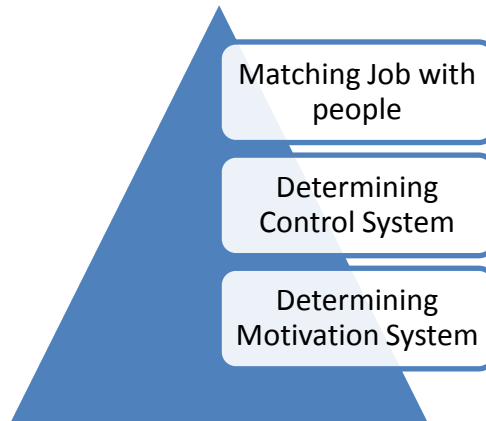 Matching Job with
people
Determining
Control System
Determining
Motivation System